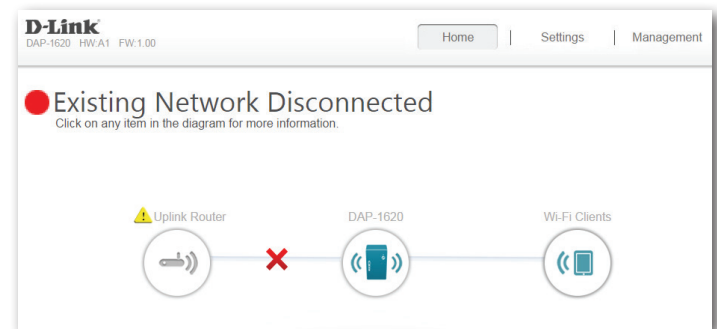 D-Link
DAP-1620 HW:A1 FW:1.00
Home | Settings | Management
Existing Network Disconnected
Click on any item in the diagram for more information.
Uplink Router DAP-1620 Wi-Fi Clients